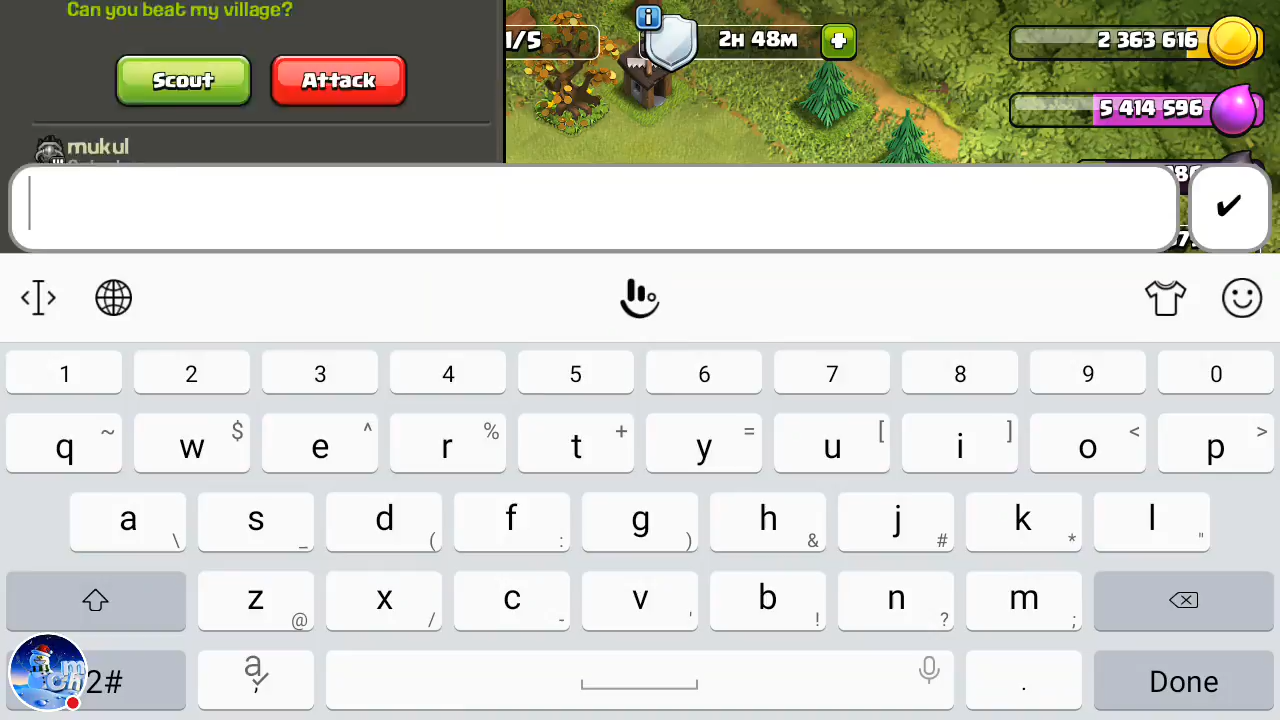 Can you beat my village?
1/5
2H 48M
2 363 616
Scout
Attack
5 414 596
mukul
1 2 3 4 5 6 7 8 9 0
q ~ w $ e ^ r % t + y = u [ i ] o < p >
a \ s _ d ( f : g ) h & j # k * l "
z @ x / c - v ' b ! n ? m ;
2# a , . Done